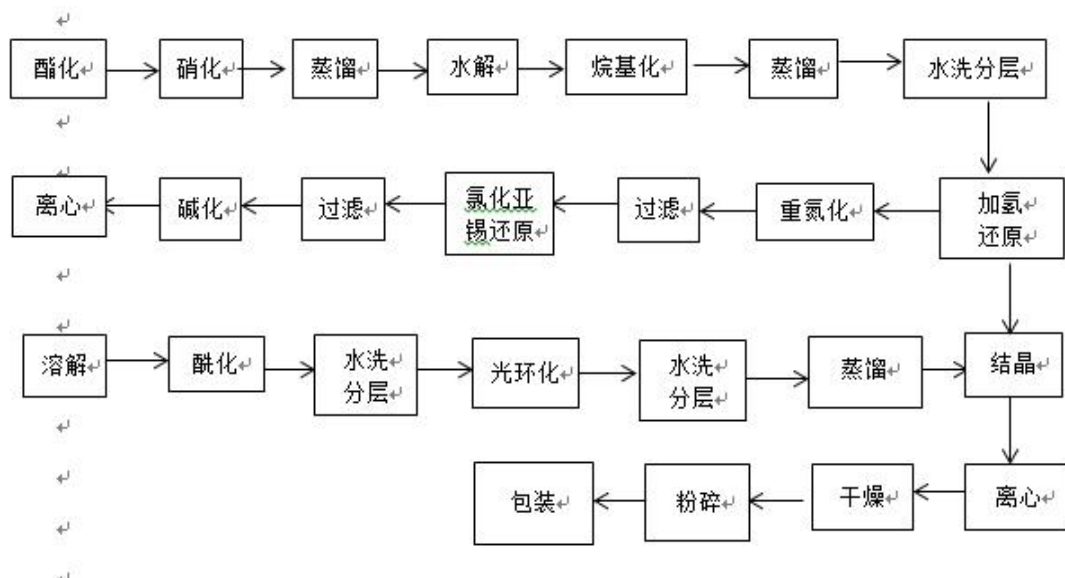 酯化
硝化
蒸馏
水解
烷基化
蒸馏
水洗分层
离心
碱化
过滤
氯化亚
锡还原
过滤
重氮化
加氢
还原
溶解
酰化
水洗
分层
光环化
水洗
分层
蒸馏
结晶
包装
粉碎
干燥
离心